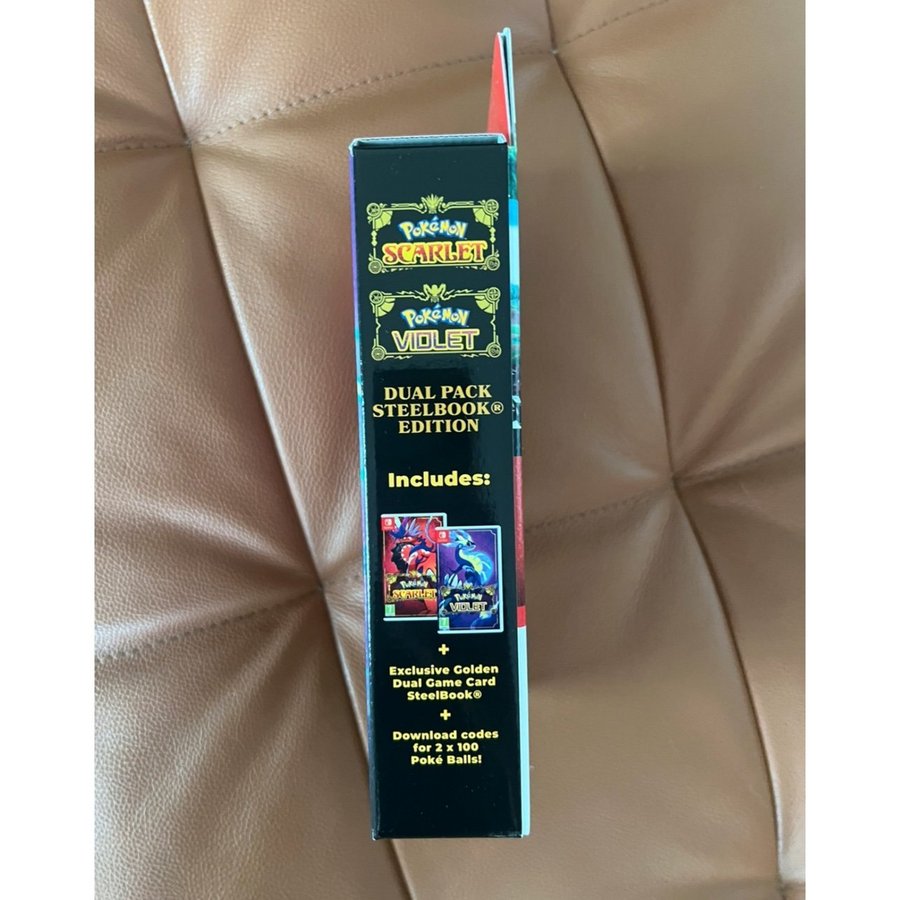 POKÉMON
SCARLET
POKÉMON
VIOLET
DUAL PACK
STEELBOOK®
EDITION
Includes:
POKÉMON
SCARLET
POKÉMON
VIOLET
+
Exclusive Golden
Dual Game Card
SteelBook®
+
Download codes
for 2 x 100
Poké Balls!